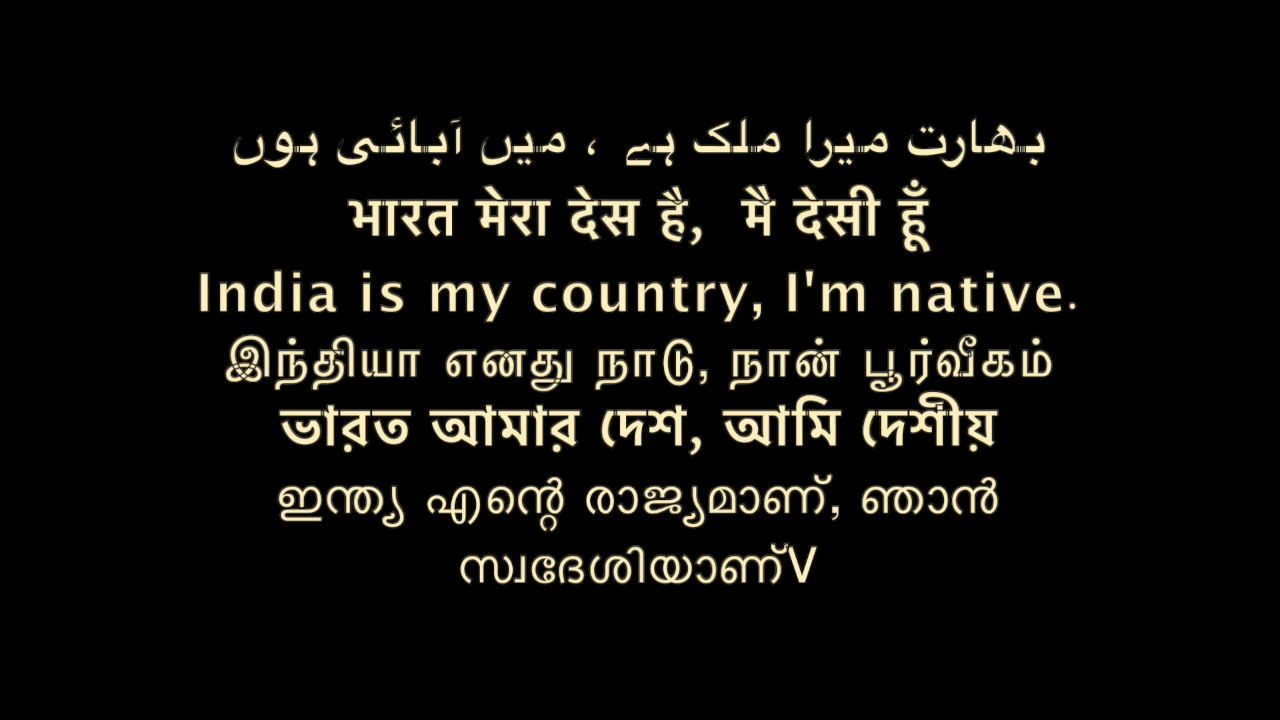 بھارت میرا ملک ہے ، میں آبائی ہوں
भारत मेरा देस है, मै देसी हूँ
India is my country, I'm native.
இந்தியா எனது நாடு, நான் பூர்வீகம்
ভারত আমার দেশ, আমি দেশীয়
ഇന്ത്യ എന്റെ രാജ്യമാണ്, ഞാൻ
സ്വദേശിയാണ്V